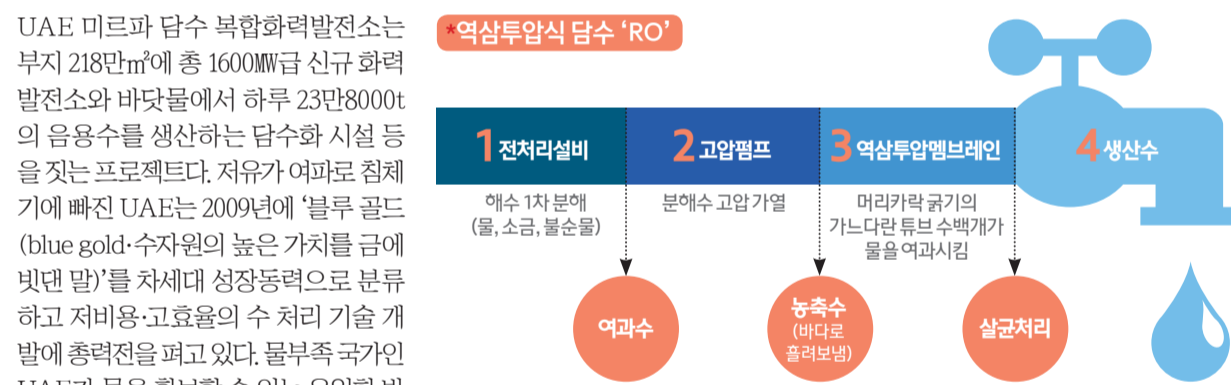 UAE 미르파 담수 복합화력발전소는
부지 218만㎡에 총 1600㎿급 신규 화력
발전소와 바닷물에서 하루 23만8000t
의 음용수를 생산하는 담수화 시설 등
을 짓는 프로젝트다. 저유가 여파로 침체
기에 빠진 UAE는 2009년에 ‘블루 골드
(blue gold·수자원의 높은 가치를 금에
빗댄 말)’를 차세대 성장동력으로 분류
하고 저비용·고효율의 수 처리 기술 개
발에 총력전을 펴고 있다. 물부족 국가인
*역삼투압식 담수 ‘RO’
1 전처리설비
해수 1차 분해
(물, 소금, 불순물)
여과수
2 고압펌프
분해수 고압 가열
농축수
(바다로
흘려보냄)
3 역삼투압멤브레인
머리카락 굵기의
가느다란 튜브 수백개가
물을 여과시킴
살균처리
4 생산수